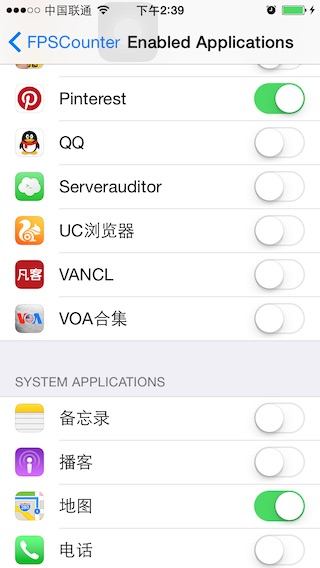 中国联通 下午2:39
FPSCounter Enabled Applications
Pinterest
QQ
Serverauditor
UC浏览器
凡客 VANCL
VOA VOA合集
SYSTEM APPLICATIONS
备忘录
播客
地图
电话